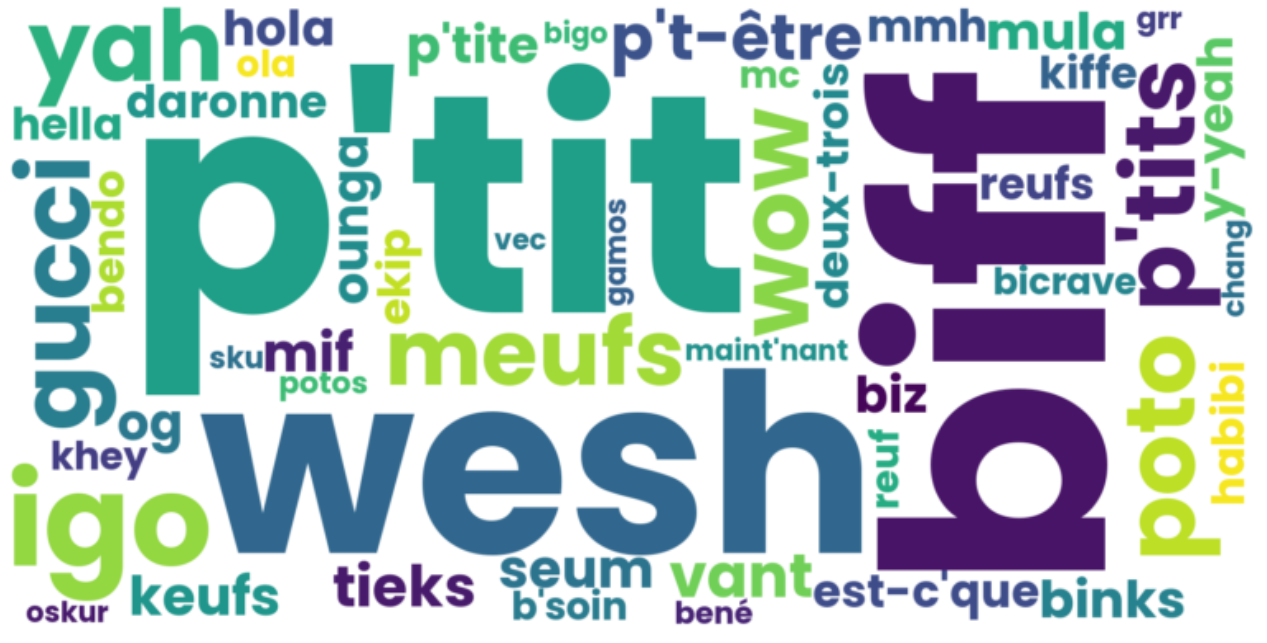 yah
hola
ola
p'tite
bigo
p't-être
mmh
mula
grr
hella
daronne
mc
deux-trois
kiffe
p'tits
y-yeah
gucci
bendo
p'tit
ounga
ekip
vec
gamos
wow
biff
reufs
bicrave
chang
sku
mif
potos
meufs
maint'nant
biz
reuf
poto
habibi
og
khey
igo
wesh
oskur
keufs
tieks
seum
b'soin
vant
bené
est-c'que
binks